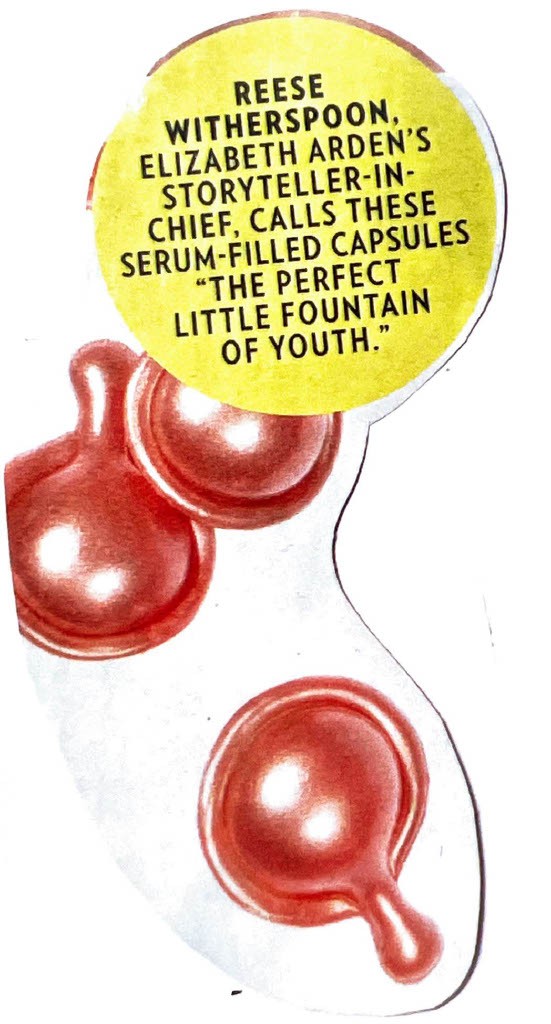 REESE
WITHERSPOON,
ELIZABETH ARDEN'S
STORYTELLER-IN-
CHIEF, CALLS THESE
SERUM-FILLED CAPSULES
“THE PERFECT
LITTLE FOUNTAIN
OF YOUTH.”